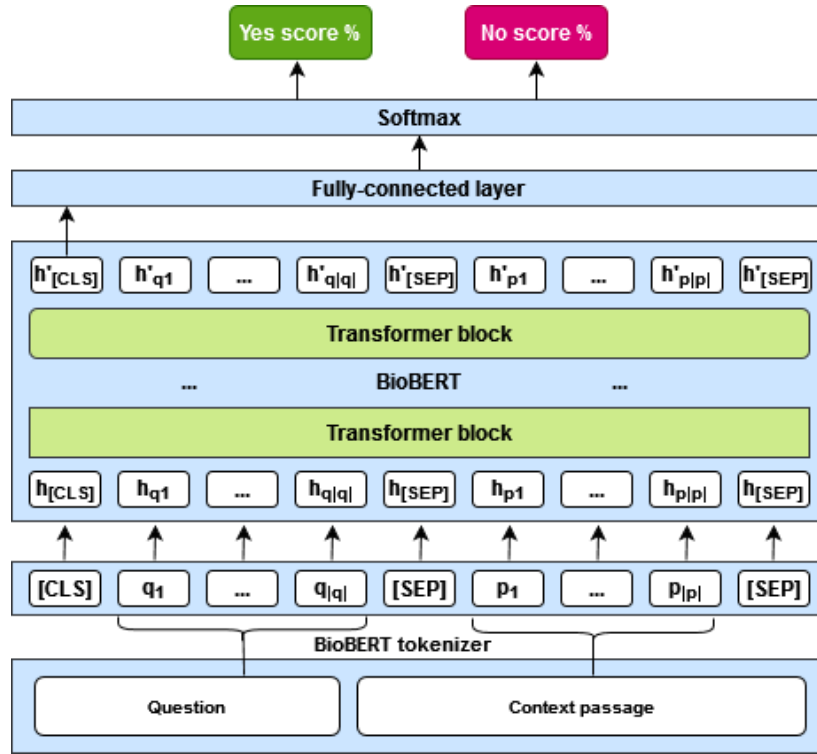 Yes score % No score %
Softmax
Fully-connected layer
h'[CLS] h'q1 ... h'q|q| h'[SEP] h'p1 ... h'p|p| h'[SEP]
Transformer block
... BioBERT ...
Transformer block
h[CLS] hq1 ... hq|q| h[SEP] hp1 ... hp|p| h[SEP]
[CLS] q1 ... q|q| [SEP] p1 ... p|p| [SEP]
BioBERT tokenizer
Question Context passage